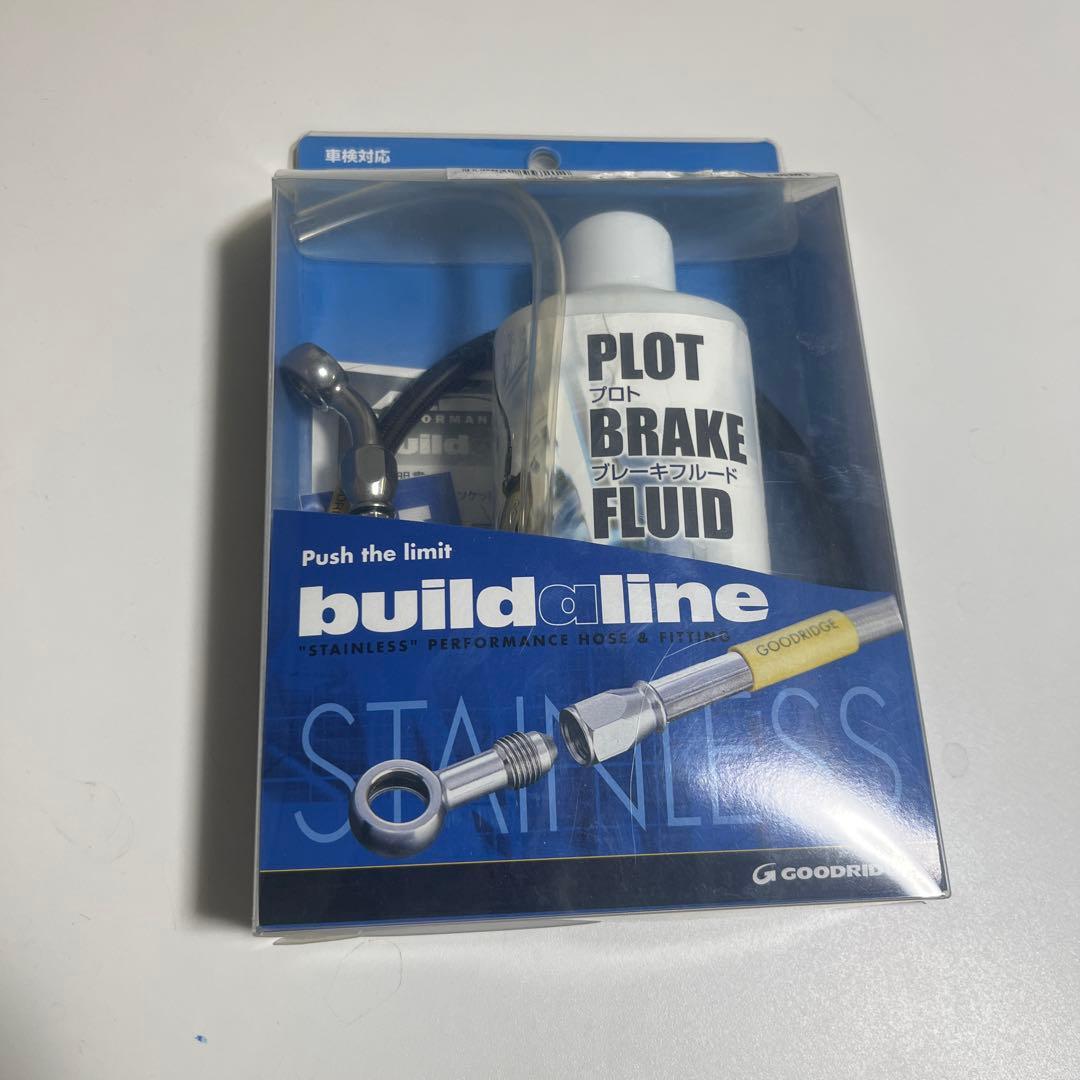 車検対応
PLOT
プロト
BRAKE
ブレーキフルード
FLUID
uild
Push the limit
buildaline
"STAINLESS" PERFORMANCE HOSE & FITTING
GOODRIDGE
STAINLESS
GOODRID